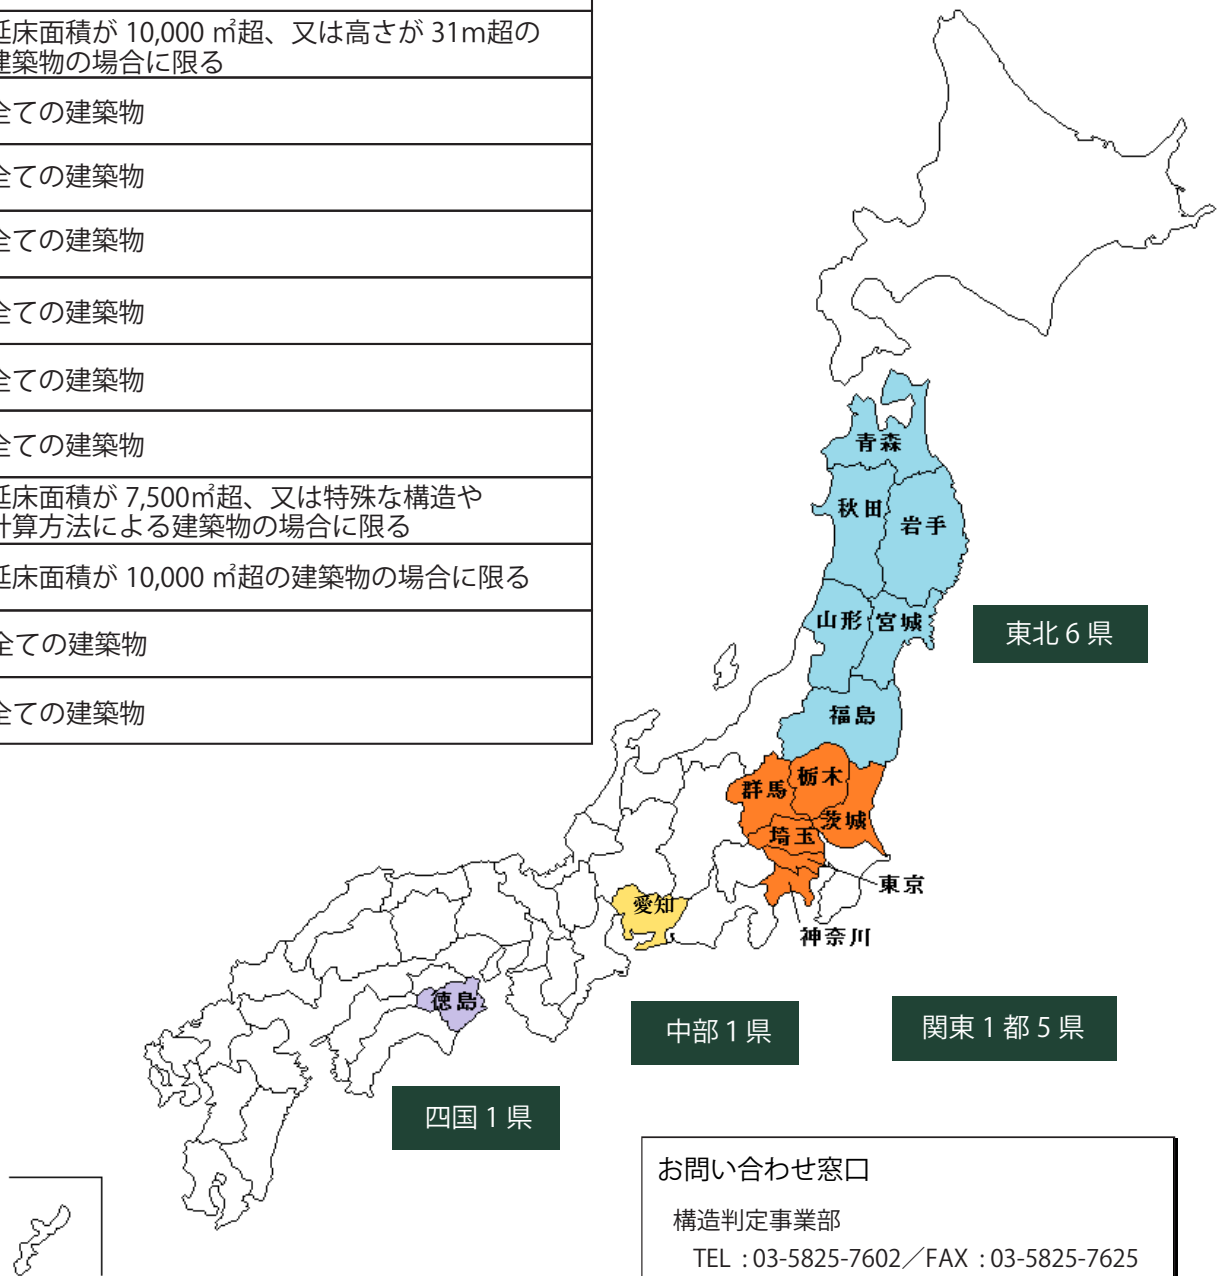 延床面積が 10,000 ㎡超、又は高さが 31m超の
建築物の場合に限る
全ての建築物
全ての建築物
全ての建築物
全ての建築物
全ての建築物
全ての建築物
延床面積が 7,500㎡超、又は特殊な構造や
計算方法による建築物の場合に限る
延床面積が 10,000 ㎡超の建築物の場合に限る
全ての建築物
全ての建築物
青森
秋田
岩手
山形
宮城
東北 6 県
福島
群馬
栃木
茨城
埼玉
東京
神奈川
愛知
徳島
中部 1 県
関東 1 都 5 県
四国 1 県
お問い合わせ窓口
構造判定事業部
TEL : 03-5825-7602／FAX : 03-5825-7625